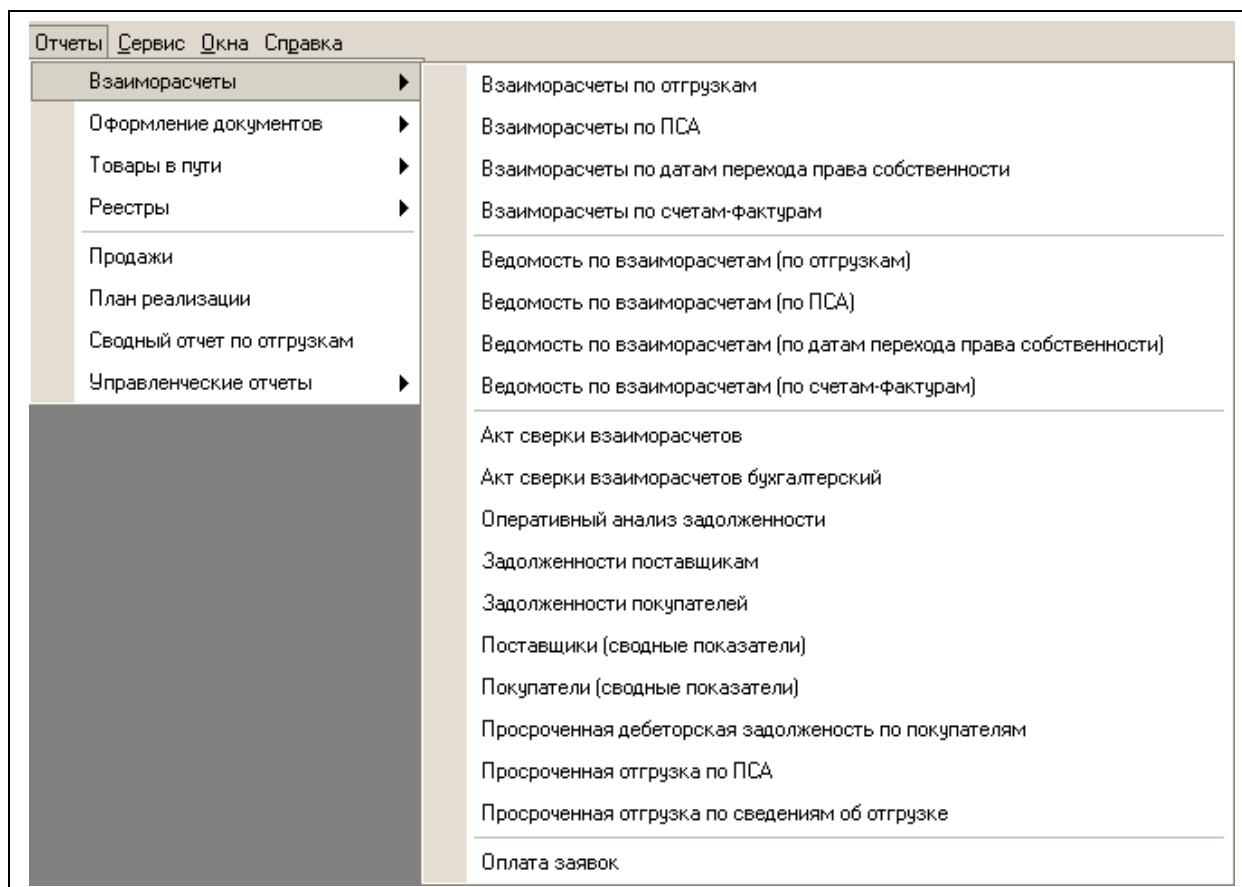 Отчеты Сервис Окна Справка
Взаиморасчеты
Оформление документов
Товары в пути
Реестры
Продажи
План реализации
Сводный отчет по отгрузкам
Управленческие отчеты
Взаиморасчеты по отгрузкам
Взаиморасчеты по ПСА
Взаиморасчеты по датам перехода права собственности
Взаиморасчеты по счетам-фактурам
Ведомость по взаиморасчетам (по отгрузкам)
Ведомость по взаиморасчетам (по ПСА)
Ведомость по взаиморасчетам (по датам перехода права собственности)
Ведомость по взаиморасчетам (по счетам-фактурам)
Акт сверки взаиморасчетов
Акт сверки взаиморасчетов бухгалтерский
Оперативный анализ задолженности
Задолженности поставщикам
Задолженности покупателей
Поставщики (сводные показатели)
Покупатели (сводные показатели)
Просроченная дебеторская задолженость по покупателям
Просроченная отгрузка по ПСА
Просроченная отгрузка по сведениям об отгрузке
Оплата заявок